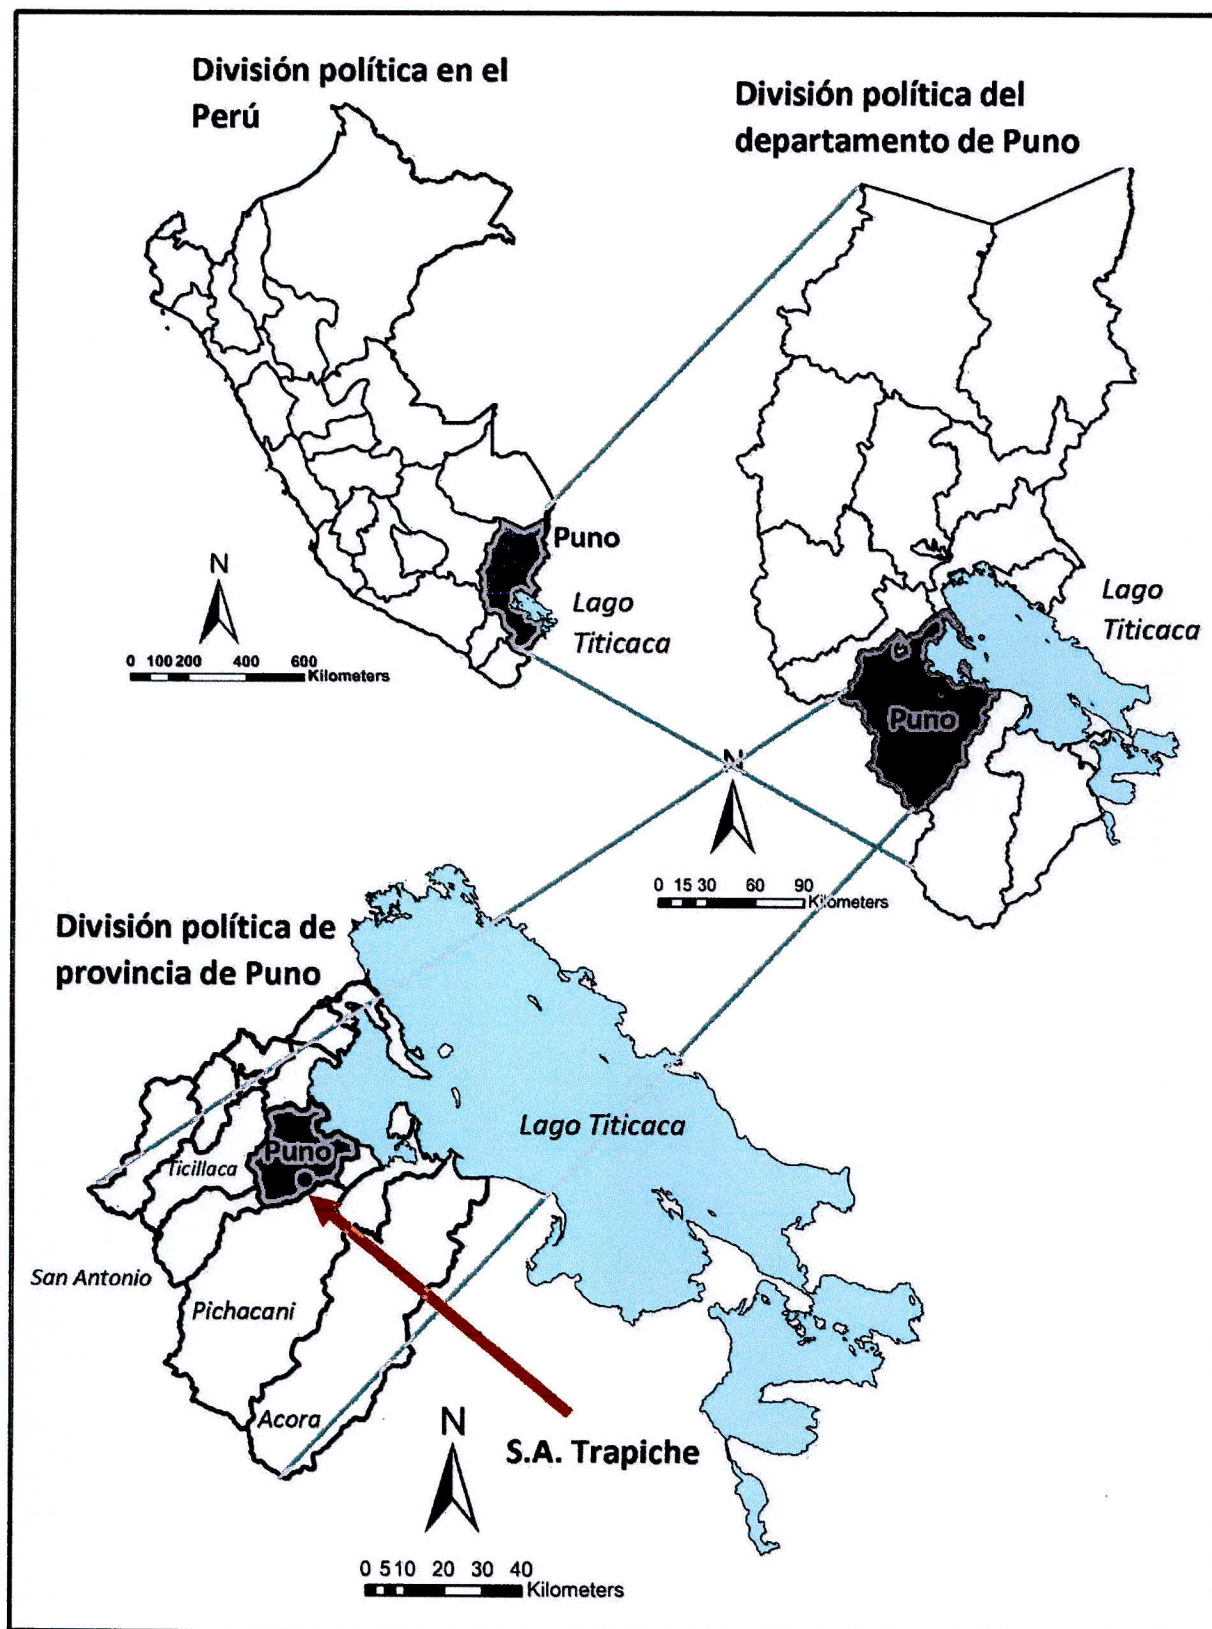 División política en el
Perú
Puno
Lago
Titicaca
N
0 100 200 400 600
Kilometers
División política del
departamento de Puno
Lago
Titicaca
Puno
N
0 15 30 60 90
Kilometers
División política de
provincia de Puno
Lago Titicaca
Puno
Ticillaca
San Antonio
Pichacani
Acora
S.A. Trapiche
N
0 5 10 20 30 40
Kilometers